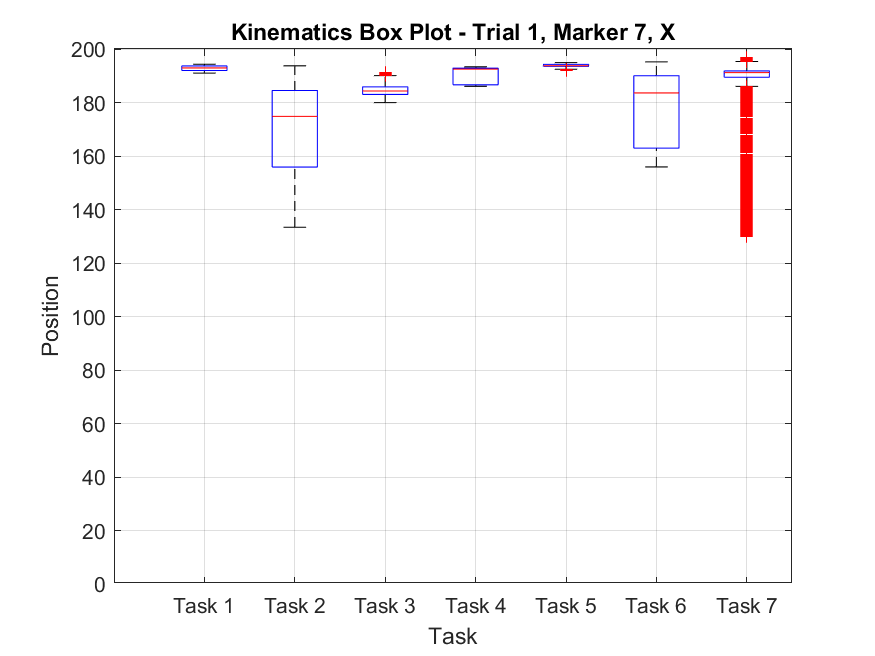 Kinematics Box Plot - Trial 1, Marker 7, X
200
180
160
140
120
100
80
60
40
20
0
Position
Task 1 Task 2 Task 3 Task 4 Task 5 Task 6 Task 7
Task